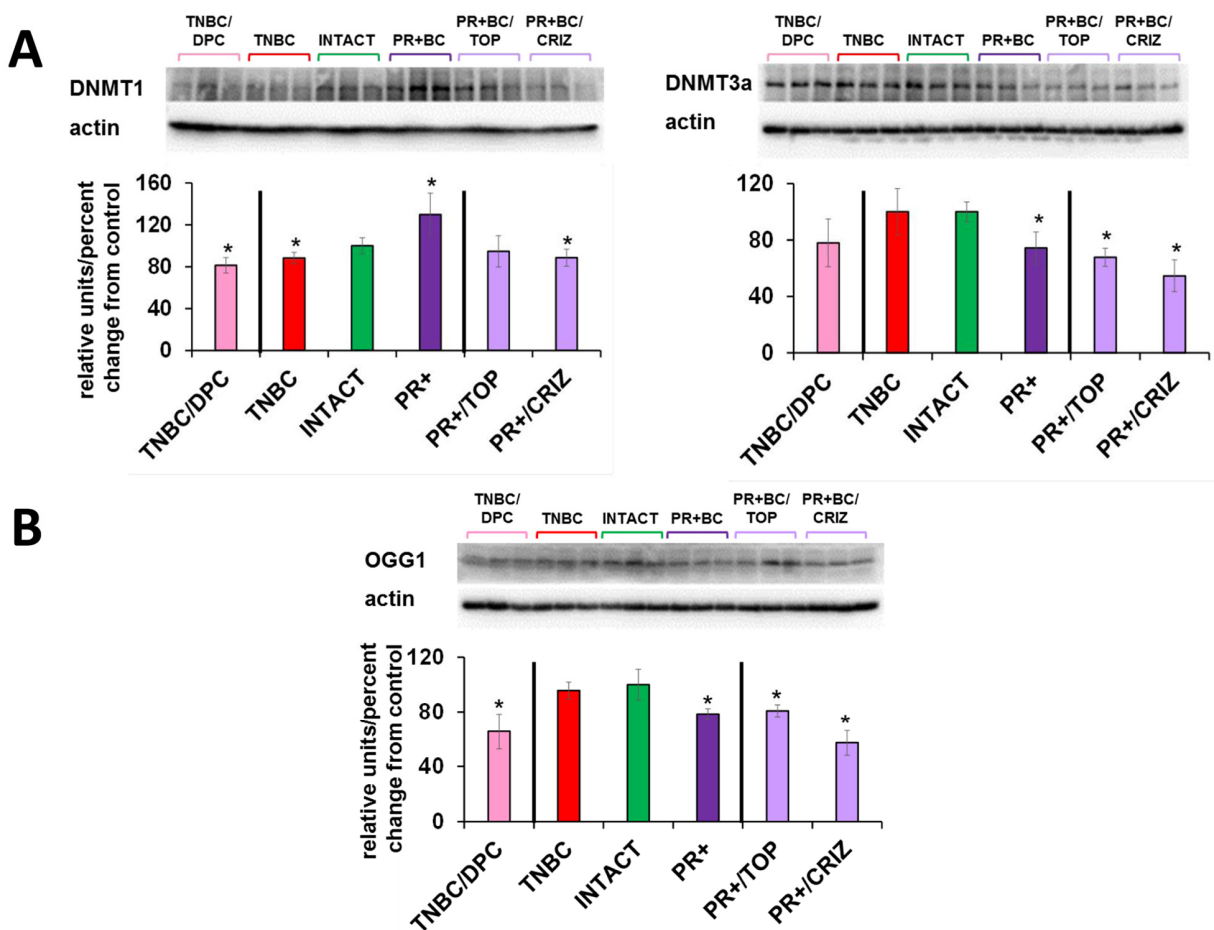 A
TNBC/
DPC
TNBC
INTACT
PR+BC
PR+BC/
TOP
PR+BC/
CRIZ
DNMT1
actin
relative units/percent
change from control
160
120
80
40
0
*
*
*
*
TNBC/DPC
TNBC
INTACT
PR+
PR+/TOP
PR+/CRIZ
TNBC/
DPC
TNBC
INTACT
PR+BC
PR+BC/
TOP
PR+BC/
CRIZ
DNMT3a
actin
120
80
40
0
*
*
*
TNBC/DPC
TNBC
INTACT
PR+
PR+/TOP
PR+/CRIZ
B
TNBC/
DPC
TNBC
INTACT
PR+BC
PR+BC/
TOP
PR+BC/
CRIZ
OGG1
actin
relative units/percent
change from control
120
80
40
0
*
*
*
*
TNBC/DPC
TNBC
INTACT
PR+
PR+/TOP
PR+/CRIZ